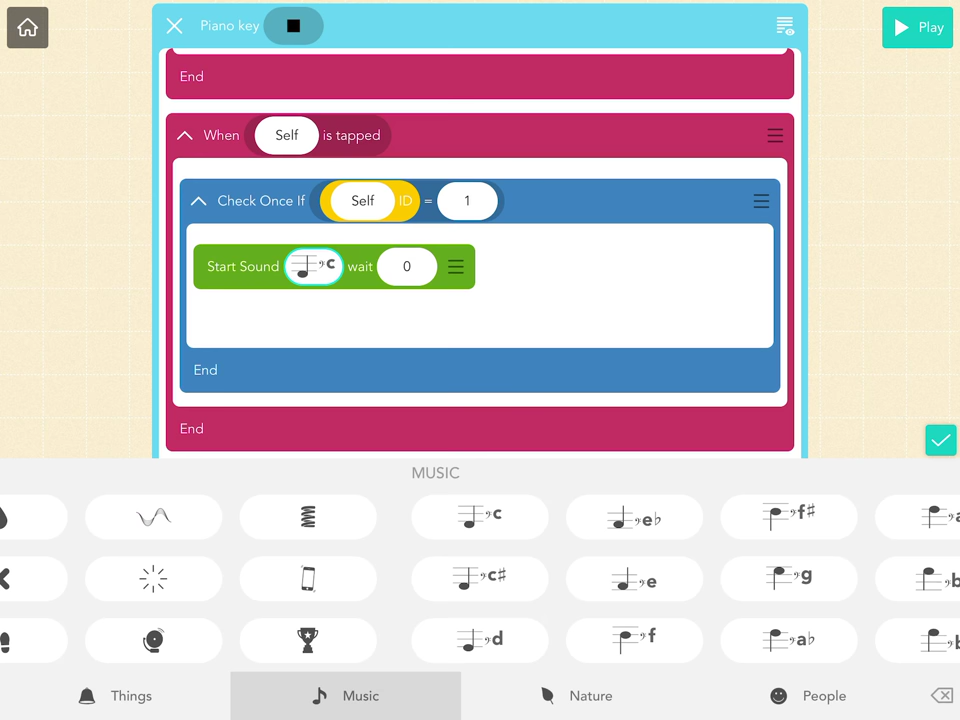 Piano key
Play
End
When Self is tapped
Check Once If Self ID = 1
Start Sound c wait 0
End
End
MUSIC
c e♭ f♯
c♯ e g
d f a♭
Things Music Nature People